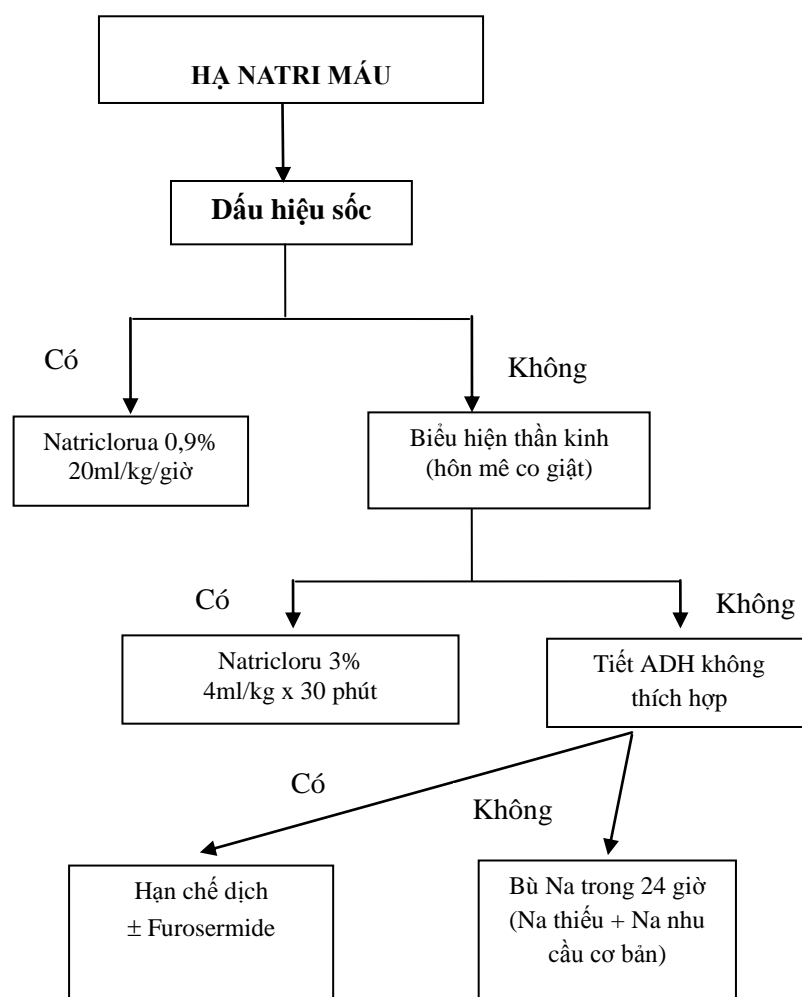 HẠ NATRI MÁU
Dấu hiệu sốc
Có
Không
Natriclorua 0,9%
20ml/kg/giờ
Biểu hiện thần kinh
(hôn mê co giật)
Có
Không
Natricloru 3%
4ml/kg x 30 phút
Tiết ADH không
thích hợp
Có
Không
Hạn chế dịch
± Furosermide
Bù Na trong 24 giờ
(Na thiếu + Na nhu
cầu cơ bản)